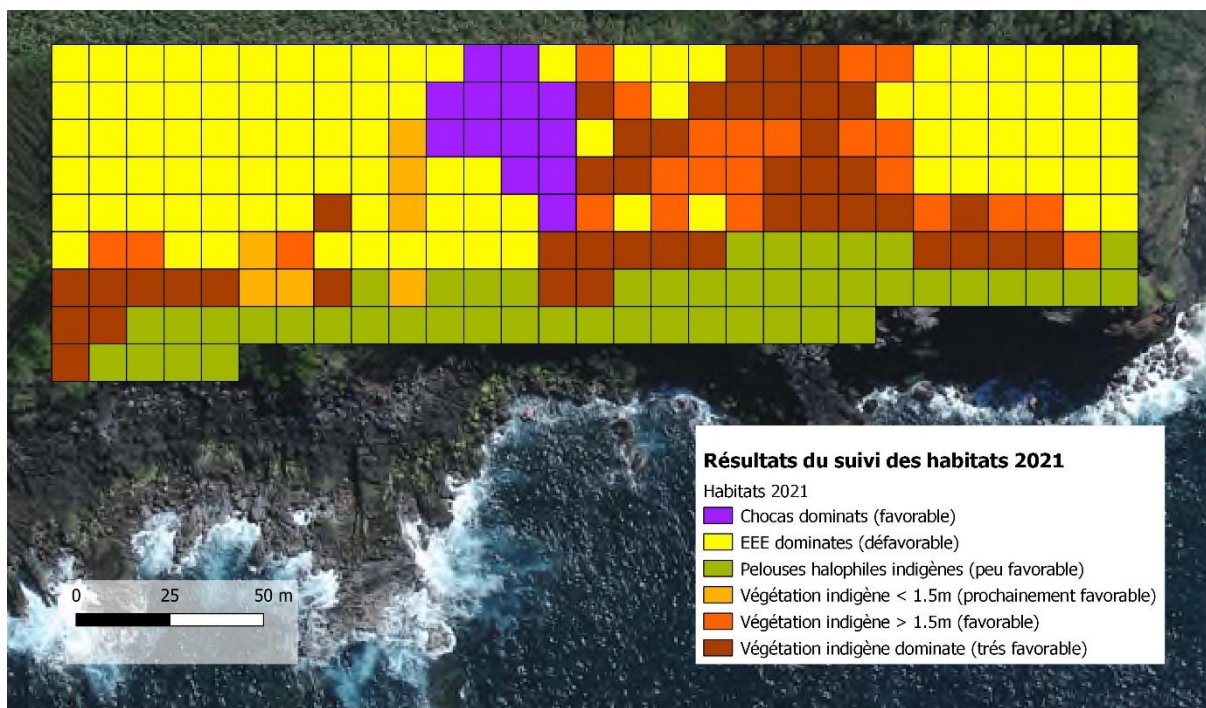 Résultats du suivi des habitats 2021
Habitats 2021
Chocas dominats (favorable)
EEE dominates (défavorable)
Pelouses halophiles indigènes (peu favorable)
Végétation indigène < 1.5m (prochainement favorable)
Végétation indigène > 1.5m (favorable)
Végétation indigène dominate (trés favorable)
0 25 50 m